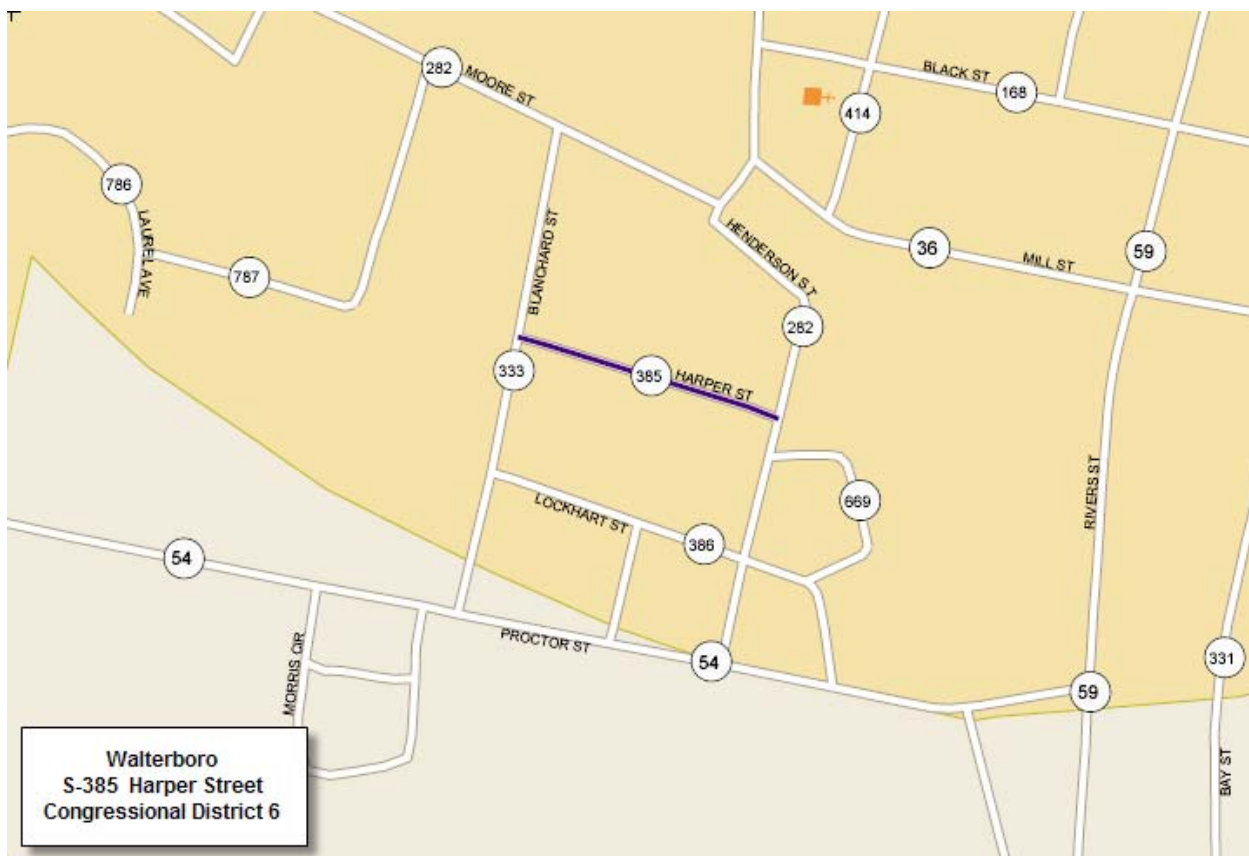 282
MOORE ST
BLACK ST
168
414
786
LAUREL AVE
787
BLANCHARD ST
HENDERSON ST
36
MILL ST
59
282
333
385
HARPER ST
669
LOCKHART ST
386
RIVERS ST
54
PROCTOR ST
54
MORRIS CIR
59
331
BAY ST
Walterboro
S-385 Harper Street
Congressional District 6